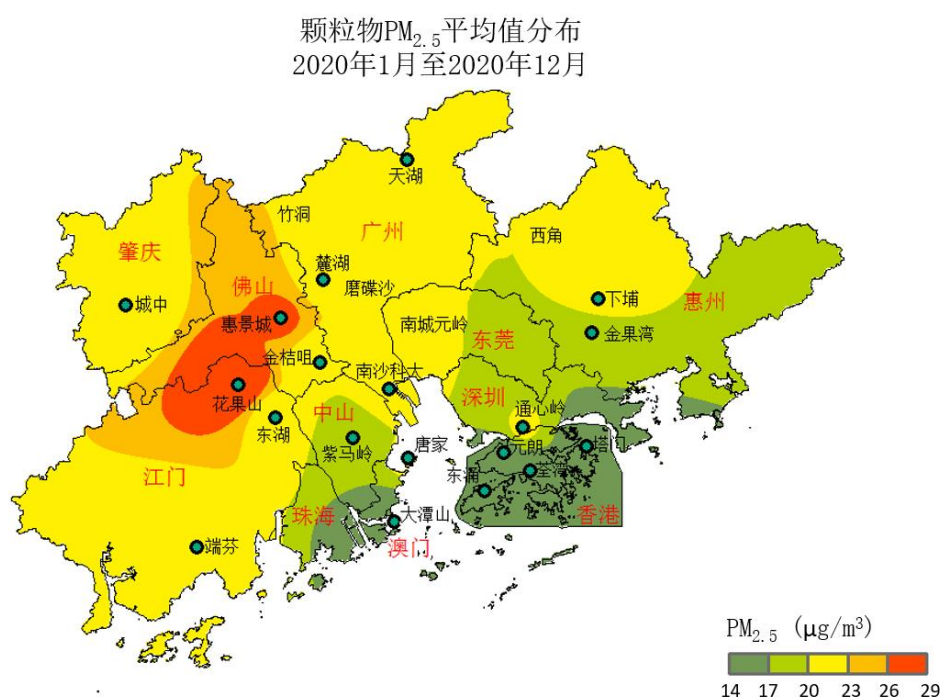 颗粒物PM2.5平均值分布
2020年1月至2020年12月
天湖
竹洞
广州
西角
肇庆
麓湖
佛山
磨碟沙
城中
下埔
惠州
惠景城
南城元岭
东莞
金果湾
金桔咀
南沙科大
花果山
深圳
东湖
中山
通心岭
紫马岭
唐家
元朗
塔门
江门
东涌
荃湾
珠海
大潭山
香港
澳门
端芬
PM2.5 (μg/m³)
14 17 20 23 26 29